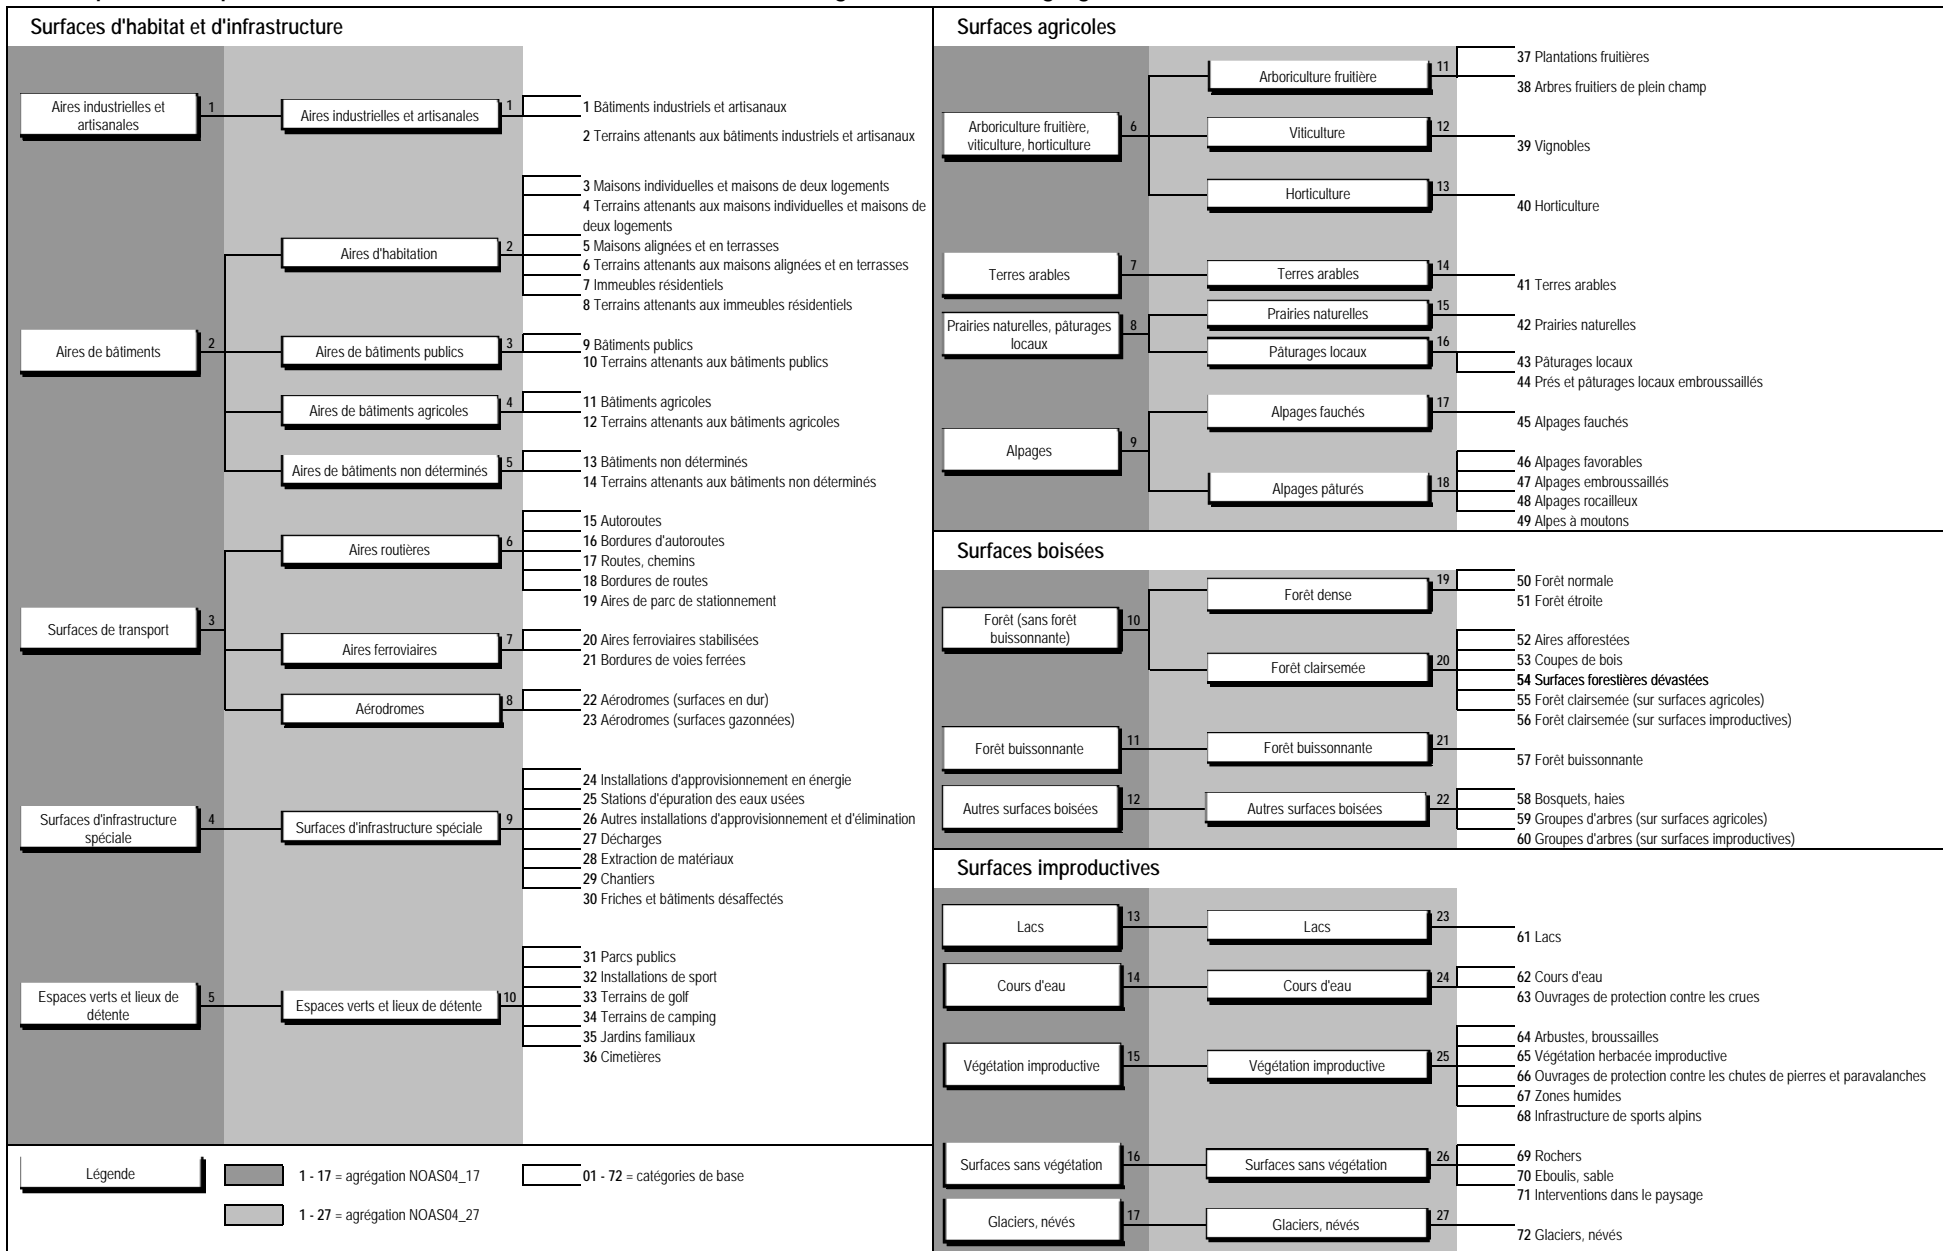 Surfaces d'habitat et d'infrastructure
Aires industrielles et
artisanales
1
Aires industrielles et artisanales
1
1 Bâtiments industriels et artisanaux
2 Terrains attenants aux bâtiments industriels et artisanaux
Aires de bâtiments
2
Aires d'habitation
2
3 Maisons individuelles et maisons de deux logements
4 Terrains attenants aux maisons individuelles et maisons de
deux logements
5 Maisons alignées et en terrasses
6 Terrains attenants aux maisons alignées et en terrasses
7 Immeubles résidentiels
8 Terrains attenants aux immeubles résidentiels
Aires de bâtiments publics
3
9 Bâtiments publics
10 Terrains attenants aux bâtiments publics
Aires de bâtiments agricoles
4
11 Bâtiments agricoles
12 Terrains attenants aux bâtiments agricoles
Aires de bâtiments non déterminés
5
13 Bâtiments non déterminés
14 Terrains attenants aux bâtiments non déterminés
Surfaces de transport
3
Aires routières
6
15 Autoroutes
16 Bordures d'autoroutes
17 Routes, chemins
18 Bordures de routes
19 Aires de parc de stationnement
Aires ferroviaires
7
20 Aires ferroviaires stabilisées
21 Bordures de voies ferrées
Aérodromes
8
22 Aérodromes (surfaces en dur)
23 Aérodromes (surfaces gazonnées)
Surfaces d'infrastructure
spéciale
4
Surfaces d'infrastructure spéciale
9
24 Installations d'approvisionnement en énergie
25 Stations d'épuration des eaux usées
26 Autres installations d'approvisionnement et d'élimination
27 Décharges
28 Extraction de matériaux
29 Chantiers
30 Friches et bâtiments désaffectés
Espaces verts et lieux de
détente
5
Espaces verts et lieux de détente
10
31 Parcs publics
32 Installations de sport
33 Terrains de golf
34 Terrains de camping
35 Jardins familiaux
36 Cimetières
Légende
1 - 17 = agrégation NOAS04_17
01 - 72 = catégories de base
1 - 27 = agrégation NOAS04_27
Surfaces agricoles
Arboriculture fruitière,
viticulture, horticulture
6
Arboriculture fruitière
11
37 Plantations fruitières
38 Arbres fruitiers de plein champ
Viticulture
12
39 Vignobles
Horticulture
13
40 Horticulture
Terres arables
7
Terres arables
14
41 Terres arables
Prairies naturelles, pâturages
locaux
8
Prairies naturelles
15
42 Prairies naturelles
Pâturages locaux
16
43 Pâturages locaux
44 Prés et pâturages locaux embroussaillés
Alpages
9
Alpages fauchés
17
45 Alpages fauchés
Alpages pâturés
18
46 Alpages favorables
47 Alpages embroussaillés
48 Alpages rocailleux
49 Alpes à moutons
Surfaces boisées
Forêt (sans forêt
buissonnante)
10
Forêt dense
19
50 Forêt normale
51 Forêt étroite
Forêt clairsemée
20
52 Aires afforestées
53 Coupes de bois
54 Surfaces forestières dévastées
55 Forêt clairsemée (sur surfaces agricoles)
56 Forêt clairsemée (sur surfaces improductives)
Forêt buissonnante
11
Forêt buissonnante
21
57 Forêt buissonnante
Autres surfaces boisées
12
Autres surfaces boisées
22
58 Bosquets, haies
59 Groupes d'arbres (sur surfaces agricoles)
60 Groupes d'arbres (sur surfaces improductives)
Surfaces improductives
Lacs
13
Lacs
23
61 Lacs
Cours d'eau
14
Cours d'eau
24
62 Cours d'eau
63 Ouvrages de protection contre les crues
Végétation improductive
15
Végétation improductive
25
64 Arbustes, broussailles
65 Végétation herbacée improductive
66 Ouvrages de protection contre les chutes de pierres et paravalanches
67 Zones humides
68 Infrastructure de sports alpins
Surfaces sans végétation
16
Surfaces sans végétation
26
69 Rochers
70 Eboulis, sable
71 Interventions dans le paysage
Glaciers, névés
17
Glaciers, névés
27
72 Glaciers, névés